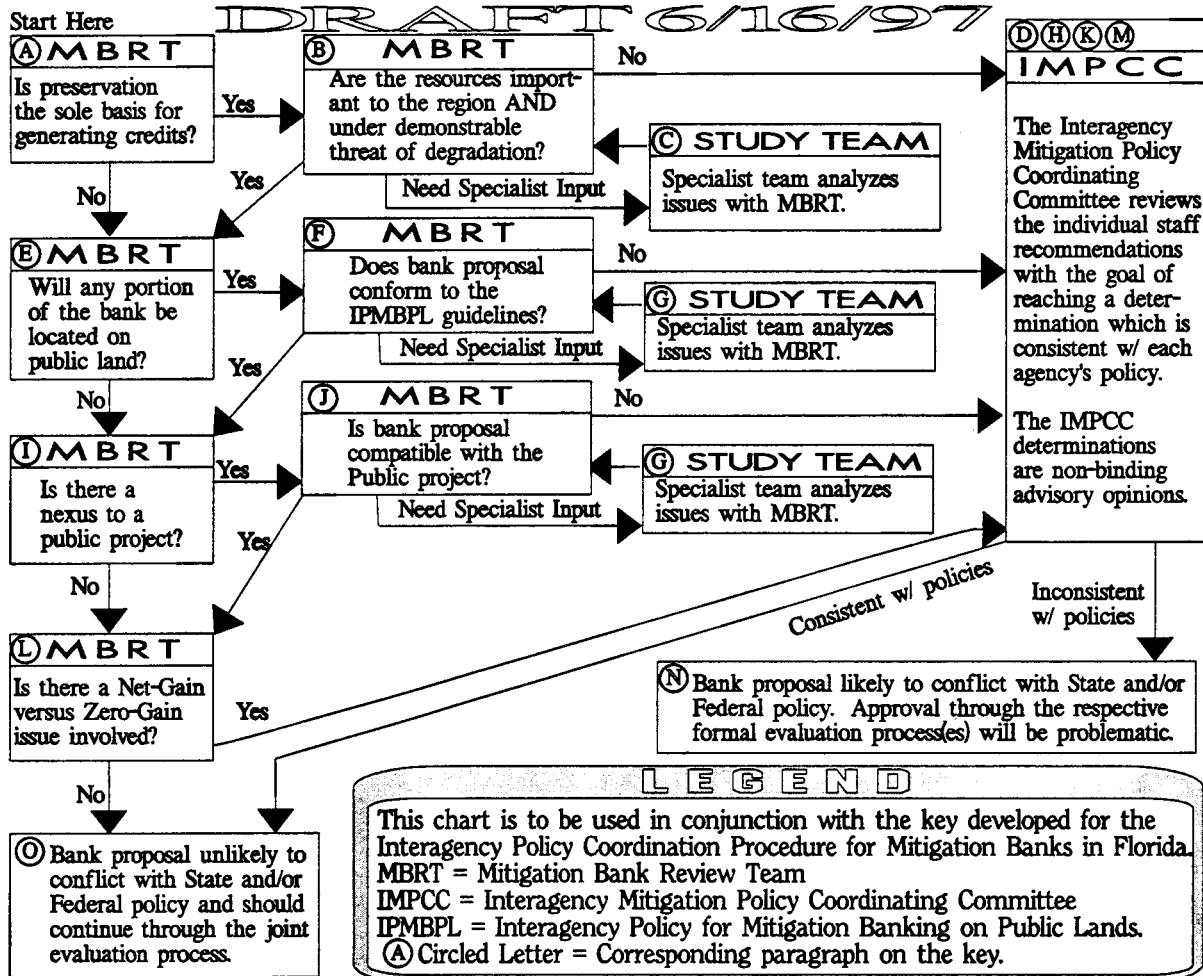 DRAFT 6/16/97
Start Here
Ⓐ MBRT
Is preservation
the sole basis for
generating credits?
Yes
No
Ⓑ MBRT
Are the resources import-
ant to the region AND
under demonstrable
threat of degradation?
No
Yes
Need Specialist Input
Ⓒ STUDY TEAM
Specialist team analyzes
issues with MBRT.
Ⓓ Ⓗ Ⓚ Ⓜ
IMPCC
The Interagency
Mitigation Policy
Coordinating
Committee reviews
the individual staff
recommendations
with the goal of
reaching a deter-
mination which is
consistent w/ each
agency's policy.
The IMPCC
determinations
are non-binding
advisory opinions.
Ⓔ MBRT
Will any portion
of the bank be
located on
public land?
Yes
No
Ⓕ MBRT
Does bank proposal
conform to the
IPMBPL guidelines?
No
Yes
Need Specialist Input
Ⓖ STUDY TEAM
Specialist team analyzes
issues with MBRT.
Ⓘ MBRT
Is there a
nexus to a
public project?
Yes
No
Ⓙ MBRT
Is bank proposal
compatible with the
Public project?
No
Yes
Need Specialist Input
Ⓖ STUDY TEAM
Specialist team analyzes
issues with MBRT.
Ⓛ MBRT
Is there a Net-Gain
versus Zero-Gain
issue involved?
Yes
No
Consistent w/ policies
Inconsistent
w/ policies
Ⓝ Bank proposal likely to conflict with State and/or
Federal policy. Approval through the respective
formal evaluation process(es) will be problematic.
Ⓞ Bank proposal unlikely to
conflict with State and/or
Federal policy and should
continue through the joint
evaluation process.
LEGEND
This chart is to be used in conjunction with the key developed for the
Interagency Policy Coordination Procedure for Mitigation Banks in Florida.
MBRT = Mitigation Bank Review Team
IMPCC = Interagency Mitigation Policy Coordinating Committee
IPMBPL = Interagency Policy for Mitigation Banking on Public Lands.
Ⓐ Circled Letter = Corresponding paragraph on the key.